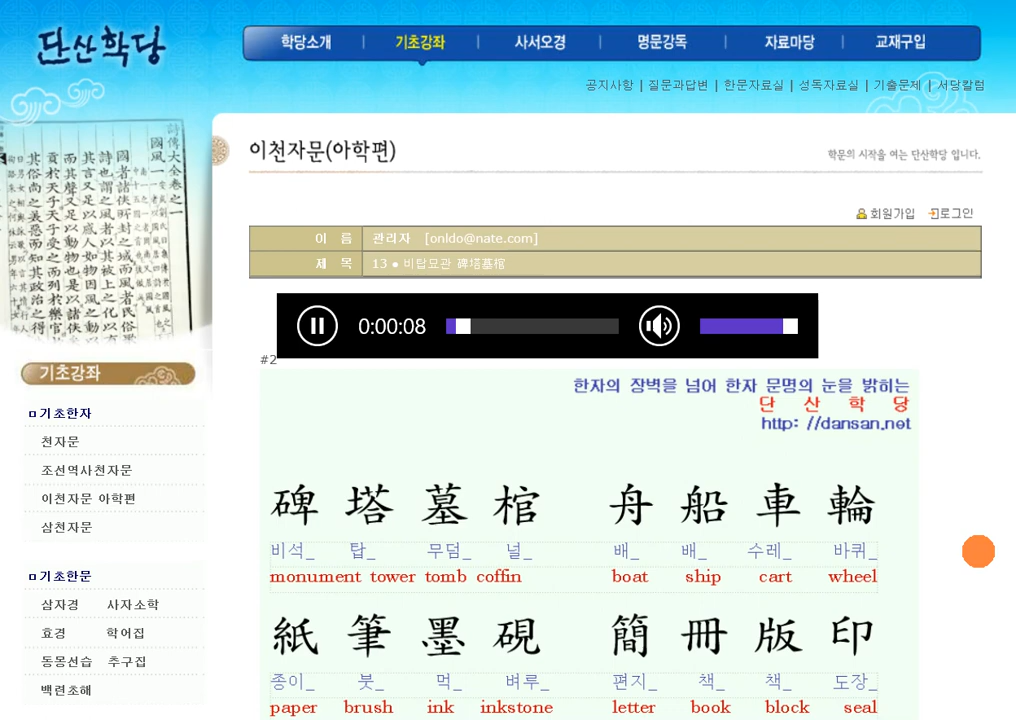 단산학당
학당소개 | 기초강좌 | 사서오경 | 명문강독 | 자료마당 | 교재구입
공지사항 | 질문과답변 | 한문자료실 | 성독자료실 | 기출문제 | 서당칼럼
이천자문(아학편)
학문의 시작을 여는 단산학당 입니다.
회원가입 로그인
이 름 관리자 [onldo@nate.com]
제 목 13 ● 비탑묘관 碑塔墓棺
0:00:08
#2
한자의 장벽을 넘어 한자 문명의 눈을 밝히는
단 산 학 당
http: //dansan.net
碑 塔 墓 棺 舟 船 車 輪
비석_ 탑_ 무덤_ 널_ 배_ 배_ 수레_ 바퀴_
monument tower tomb coffin boat ship cart wheel
紙 筆 墨 硯 簡 冊 版 印
종이_ 붓_ 먹_ 벼루_ 편지_ 책_ 책_ 도장_
paper brush ink inkstone letter book block seal
기초강좌
기초한자
천자문
조선역사천자문
이천자문 아학편
삼천자문
기초한문
삼자경 사자소학
효경 학어집
동몽선습 추구집
백련초해
詩傳大全卷之一
國風一